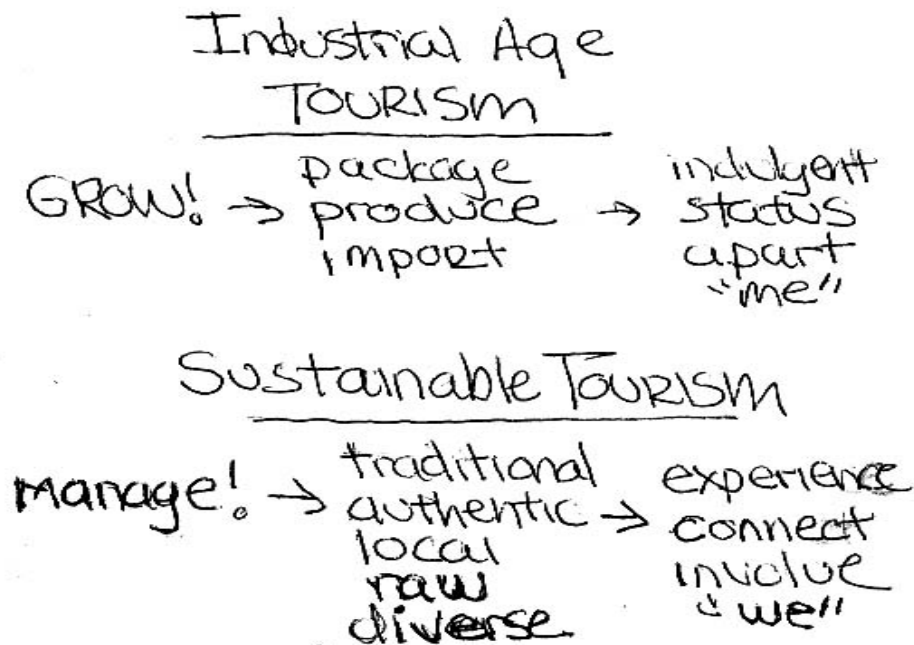 Industrial Age
TOURISM
GROW! → package produce import → indulgent status apart "me"
Sustainable TOURISM
Manage! → traditional authentic local raw diverse → experience connect involve "we"